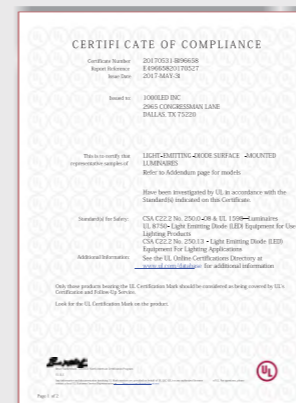 CERTIFI CATE OF COMPLIANCE
Certificate Number 20170531-BI96658
Report Reference E496658-20170527
Issue Date 2017-MAY-31
Issued to: 1000LED INC
2965 CONGRESSMAN LANE
DALLAS, TX 75220
This is to certify that LIGHT-EMITTING-DIODE SURFACE -MOUNTED
representative samples of LUMINAIRES
Refer to Addendum page for models
Have been investigated by UL in accordance with the
Standard(s) indicated on this Certificate.
Standard(s) for Safety: CSA C22.2 No. 250.0-08 & UL 1598—Luminaires
UL 8750- Light Emitting Diode (LED) Equipment for Use
Lighting Products
CSA C22.2 No. 250.13 - Light Emitting Diode (LED)
Equipment For Lighting Applications
Additional Information: See the UL Online Certifications Directory at
www.ul.com/database for additional information
Only those products bearing the UL Certification Mark should be considered as being covered by UL's
Certification and Follow-Up Service.
Look for the UL Certification Mark on the product.
UL
Page 1 of 2